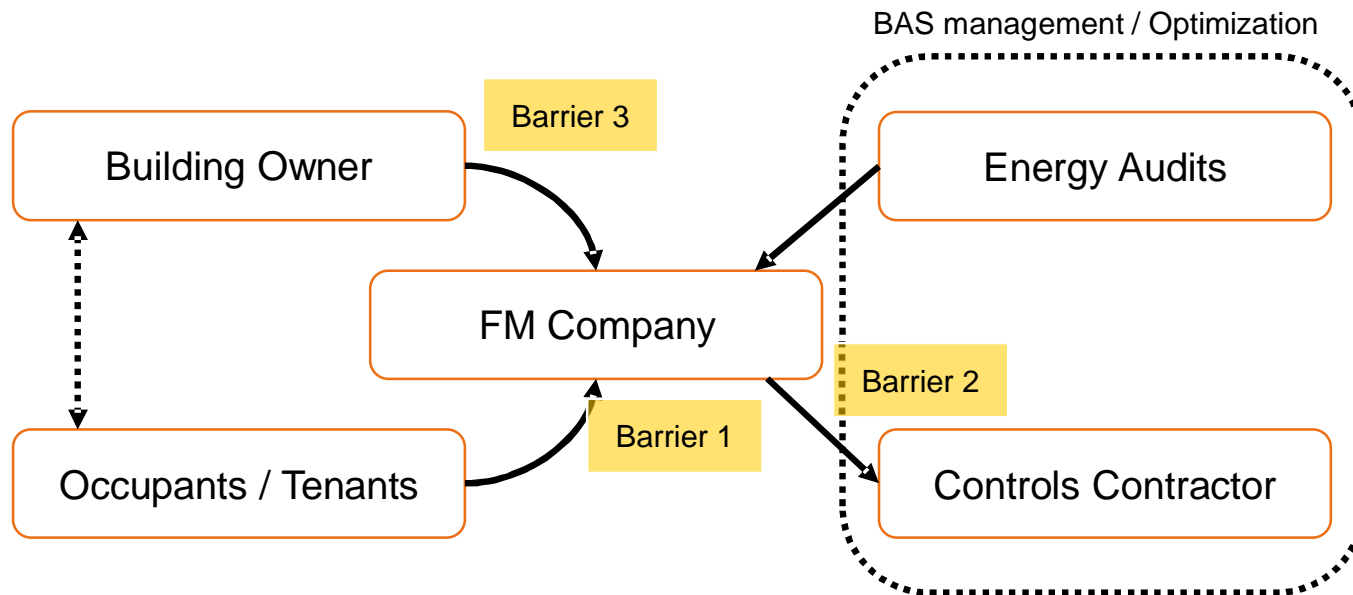 BAS management / Optimization
Barrier 3
Building Owner
Energy Audits
FM Company
Barrier 2
Barrier 1
Occupants / Tenants
Controls Contractor